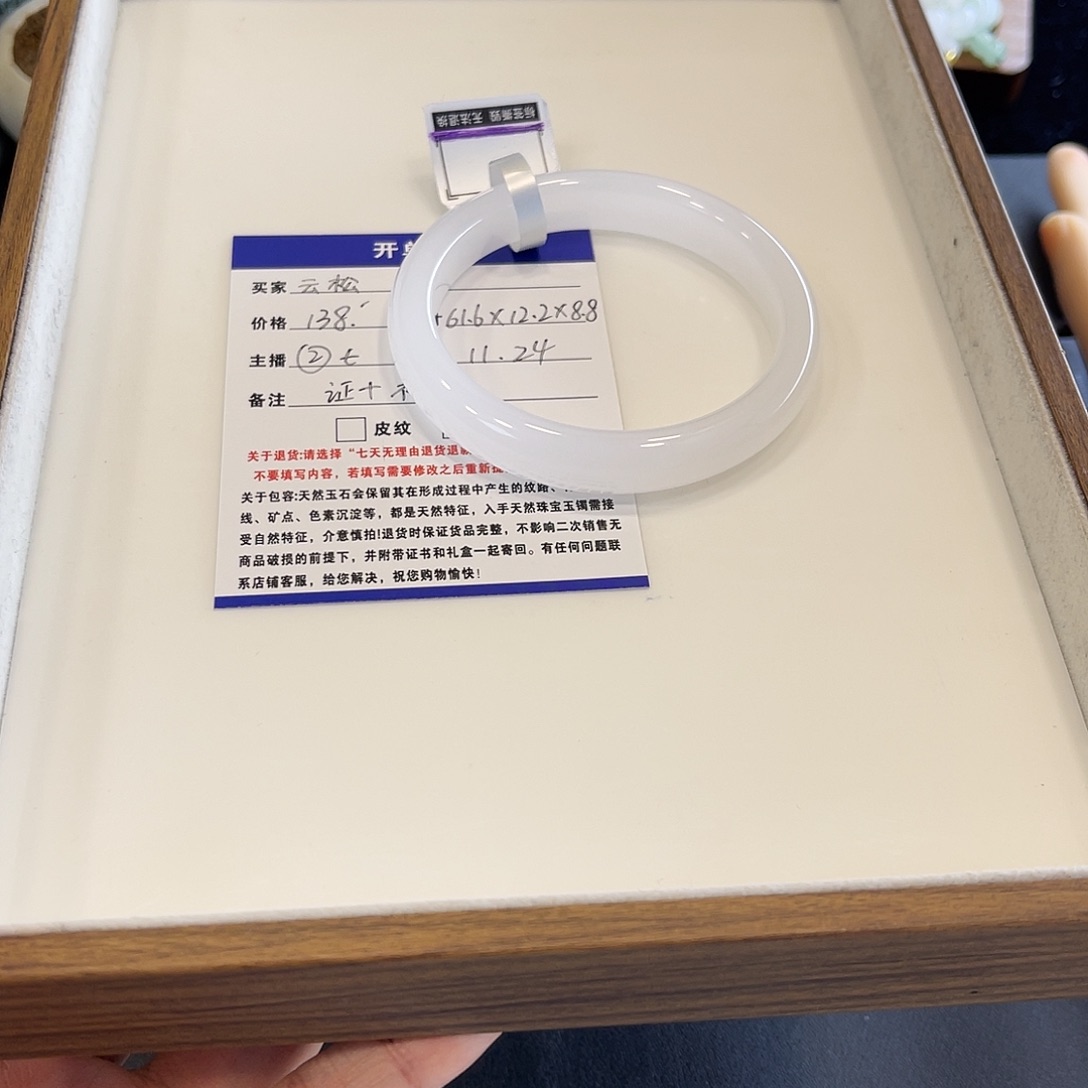 标签撕毁 无法退换
开单
买家 云松
价格 138. 61.6×12.2×8.8
主播 ② 七 11.24
备注 证十
皮纹
关于退货:请选择“七天无理由退货退
不要填写内容，若填写需要修改之后重新提
关于包容:天然玉石会保留其在形成过程中产生的纹路、
线、矿点、色素沉淀等，都是天然特征，入手天然珠宝玉镯需接
受自然特征，介意慎拍!退货时保证货品完整，不影响二次销售无
商品破损的前提下，并附带证书和礼盒一起寄回。有任何问题联
系店铺客服，给您解决，祝您购物愉快!